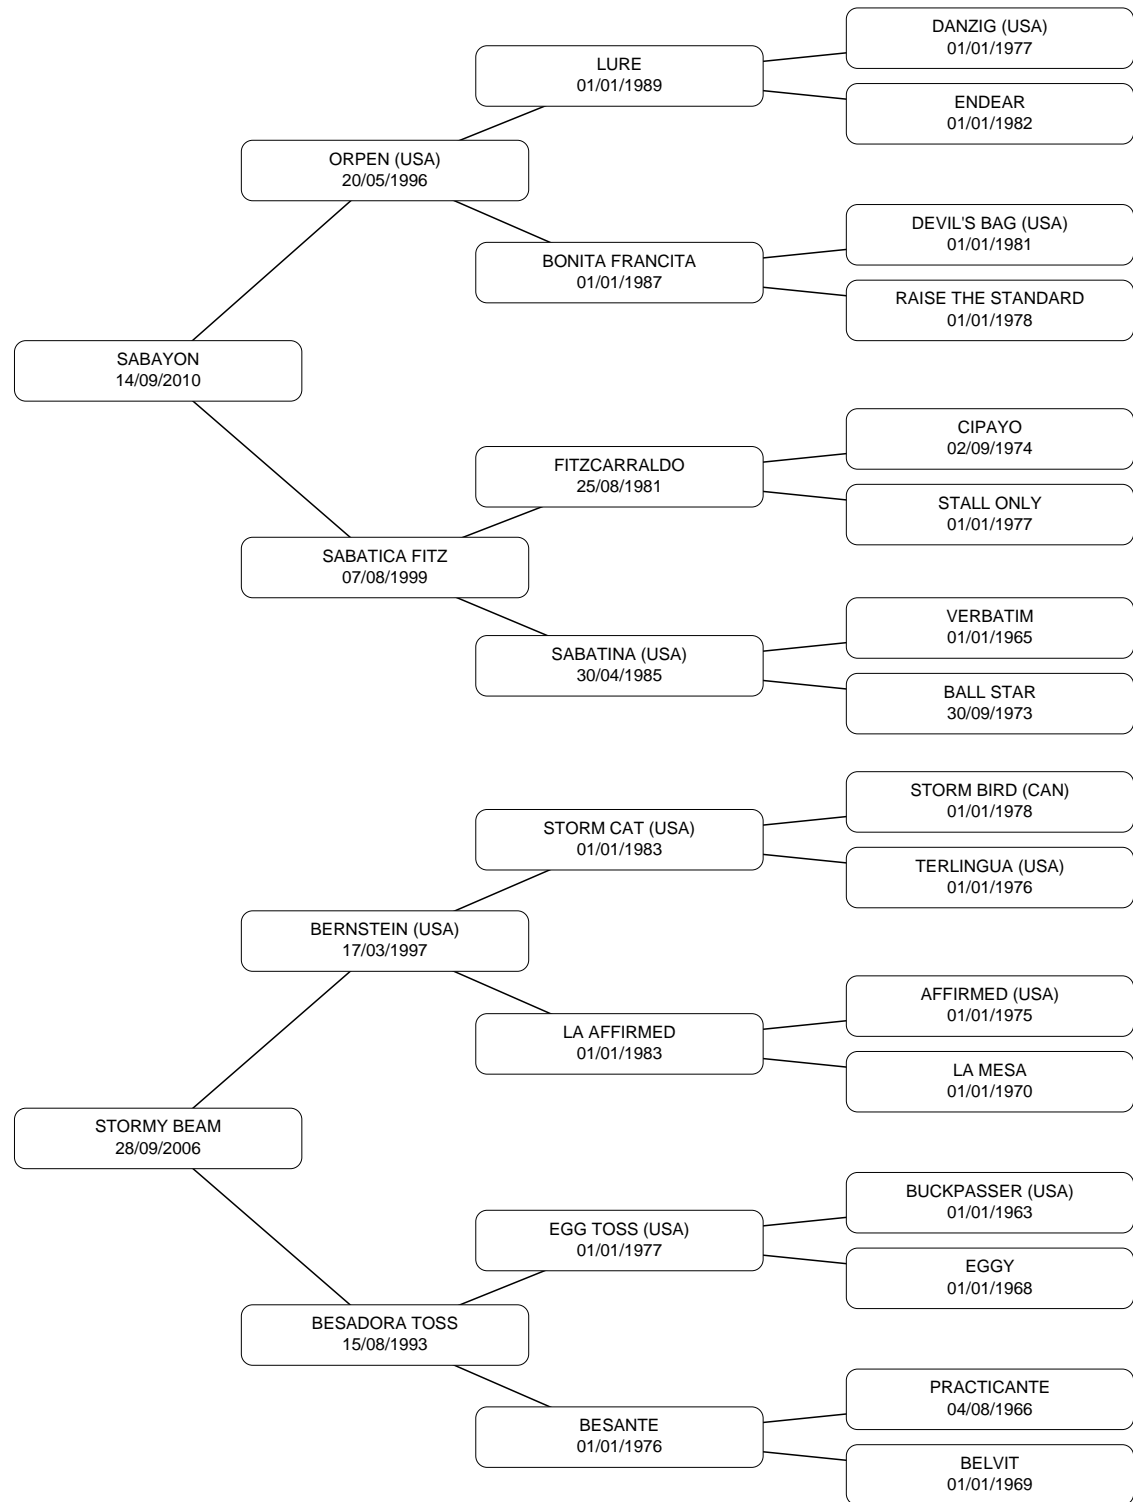 DANZIG (USA)
01/01/1977
LURE
01/01/1989
ENDEAR
01/01/1982
ORPEN (USA)
20/05/1996
DEVIL'S BAG (USA)
01/01/1981
BONITA FRANCITA
01/01/1987
RAISE THE STANDARD
01/01/1978
SABAYON
14/09/2010
CIPAYO
02/09/1974
FITZCARRALDO
25/08/1981
STALL ONLY
01/01/1977
SABATICA FITZ
07/08/1999
VERBATIM
01/01/1965
SABATINA (USA)
30/04/1985
BALL STAR
30/09/1973
STORM BIRD (CAN)
01/01/1978
STORM CAT (USA)
01/01/1983
TERLINGUA (USA)
01/01/1976
BERNSTEIN (USA)
17/03/1997
AFFIRMED (USA)
01/01/1975
LA AFFIRMED
01/01/1983
LA MESA
01/01/1970
STORMY BEAM
28/09/2006
BUCKPASSER (USA)
01/01/1963
EGG TOSS (USA)
01/01/1977
EGGY
01/01/1968
BESADORA TOSS
15/08/1993
PRACTICANTE
04/08/1966
BESANTE
01/01/1976
BELVIT
01/01/1969